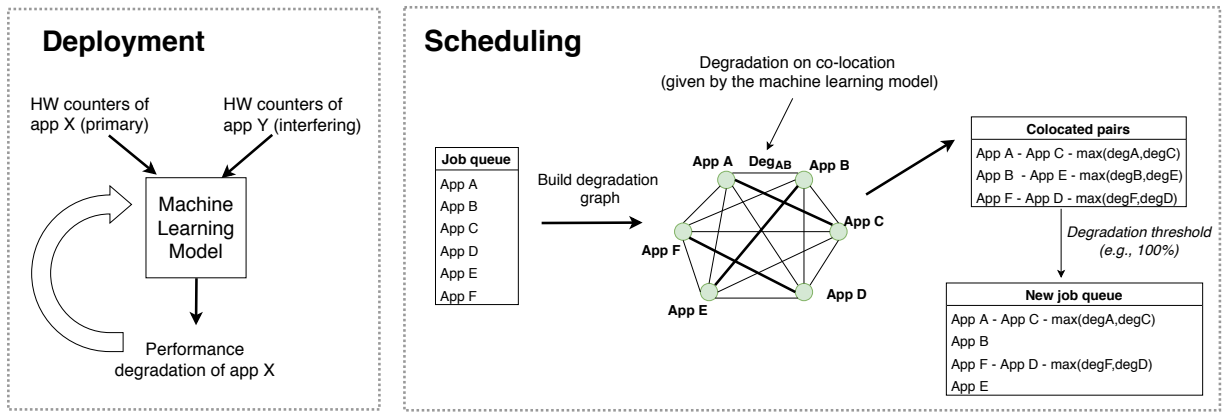 Deployment
HW counters of
app X (primary)
HW counters of
app Y (interfering)
Machine
Learning
Model
Performance
degradation of app X
Scheduling
Degradation on co-location
(given by the machine learning model)
Job queue
App A
App B
App C
App D
App E
App F
Build degradation
graph
App A
DegAB
App B
App C
App F
App D
App E
Colocated pairs
App A - App C - max(degA,degC)
App B - App E - max(degB,degE)
App F - App D - max(degF,degD)
Degradation threshold
(e.g., 100%)
New job queue
App A - App C - max(degA,degC)
App B
App F - App D - max(degF,degD)
App E